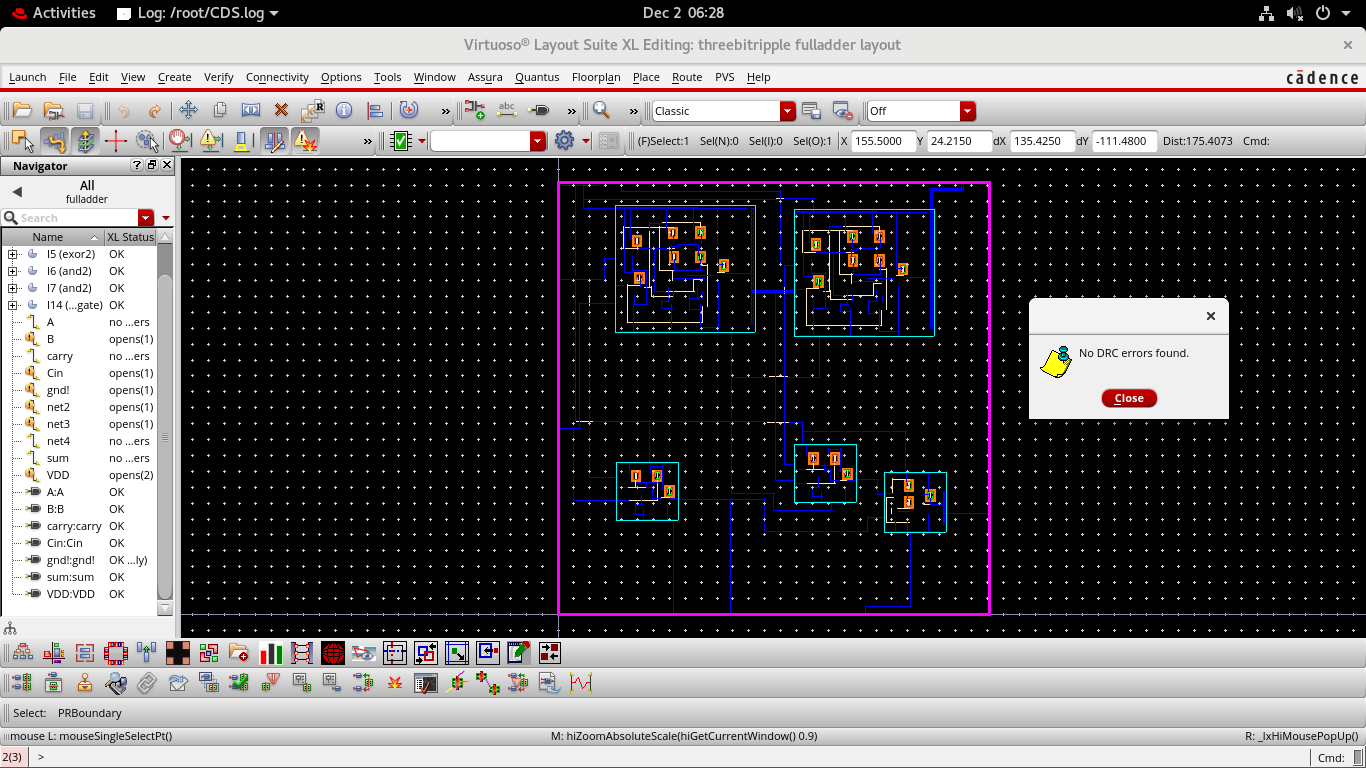 Activities Log: /root/CDS.log Dec 2 06:28
Virtuoso® Layout Suite XL Editing: threebitripple fulladder layout
Launch File Edit View Create Verify Connectivity Options Tools Window Assura Quantus Floorplan Place Route PVS Help cādence
R » abc » » Classic Off
» (F)Select:1 Sel(N):0 Sel(I):0 Sel(O):1 X 155.5000 Y 24.2150 dX 135.4250 dY -111.4800 Dist:175.4073 Cmd:
Navigator
All
fulladder
Search
Name XL Status
I5 (exor2) OK
I6 (and2) OK
I7 (and2) OK
I14 (...gate) OK
A no ...ers
B opens(1)
carry no ...ers
Cin opens(1)
gnd! opens(1)
net2 opens(1)
net3 opens(1)
net4 no ...ers
sum no ...ers
VDD opens(2)
A:A OK
B:B OK
carry:carry OK
Cin:Cin OK
gnd!:gnd! OK ...ly)
sum:sum OK
VDD:VDD OK
No DRC errors found.
Close
Select: PRBoundary
mouse L: mouseSingleSelectPt() M: hiZoomAbsoluteScale(hiGetCurrentWindow() 0.9) R: _lxHiMousePopUp()
2(3) > Cmd: